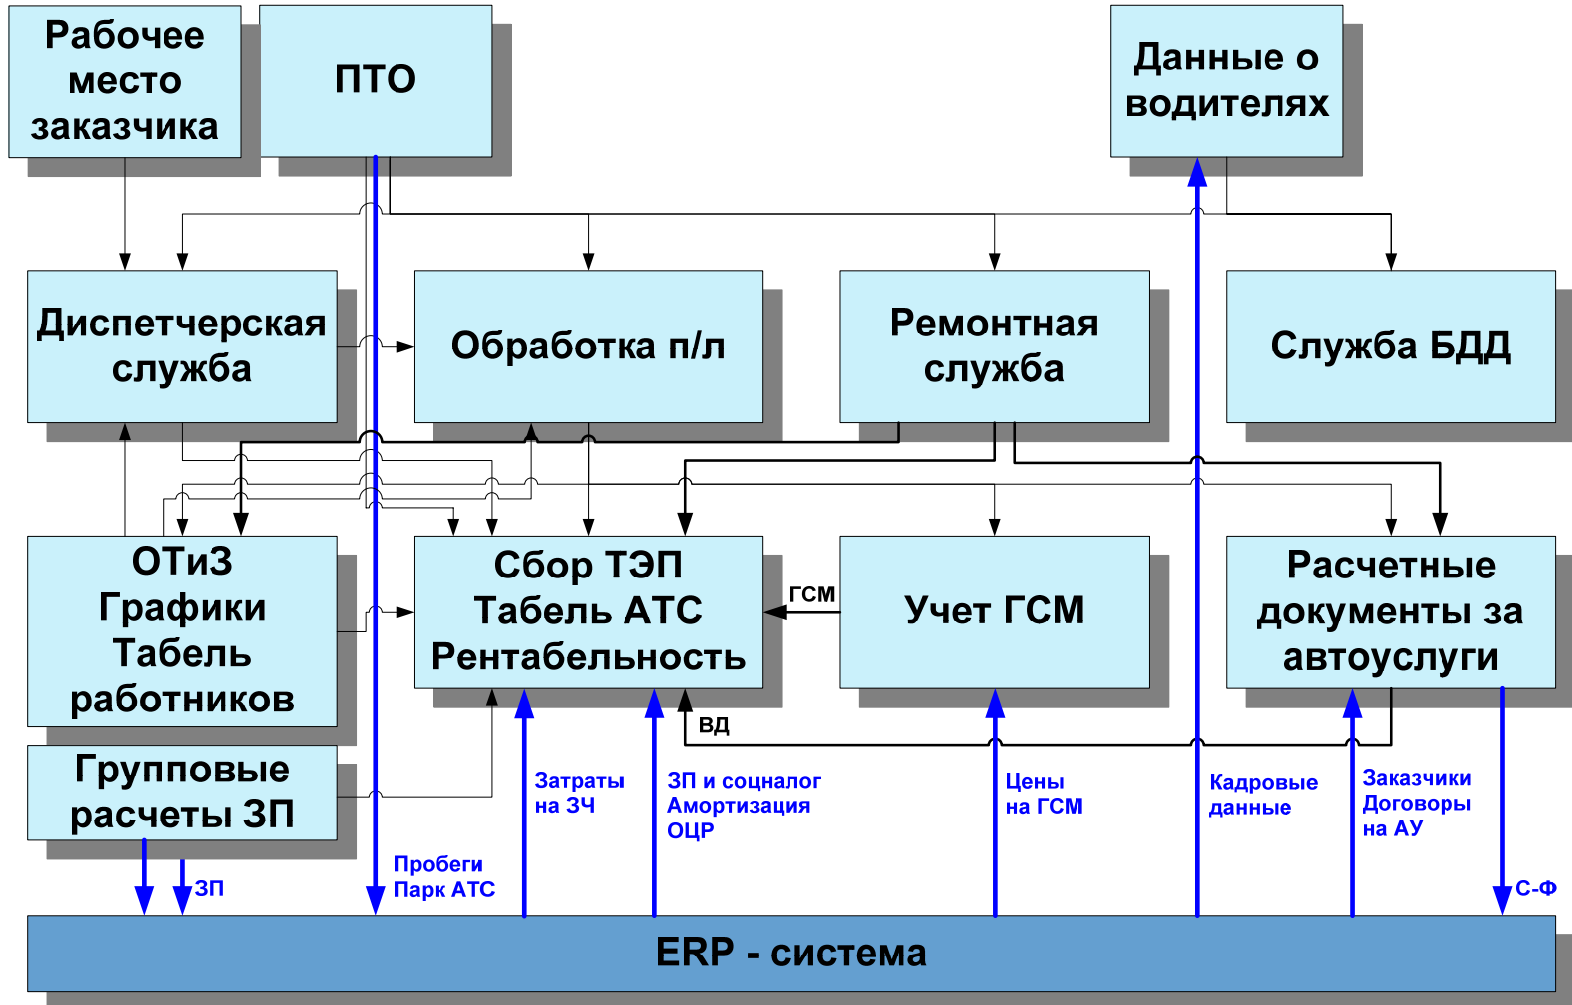 Рабочее
место
заказчика
ПТО
Данные о
водителях
Диспетчерская
служба
Обработка п/л
Ремонтная
служба
Служба БДД
ОТиЗ
Графики
Табель
работников
Сбор ТЭП
Табель АТС
Рентабельность
ГСМ
Учет ГСМ
Расчетные
документы за
автоуслуги
ВД
Групповые
расчеты ЗП
Затраты
на ЗЧ
ЗП и соцналог
Амортизация
ОЦР
Цены
на ГСМ
Кадровые
данные
Заказчики
Договоры
на АУ
ЗП
Пробеги
Парк АТС
С-Ф
ERP - система